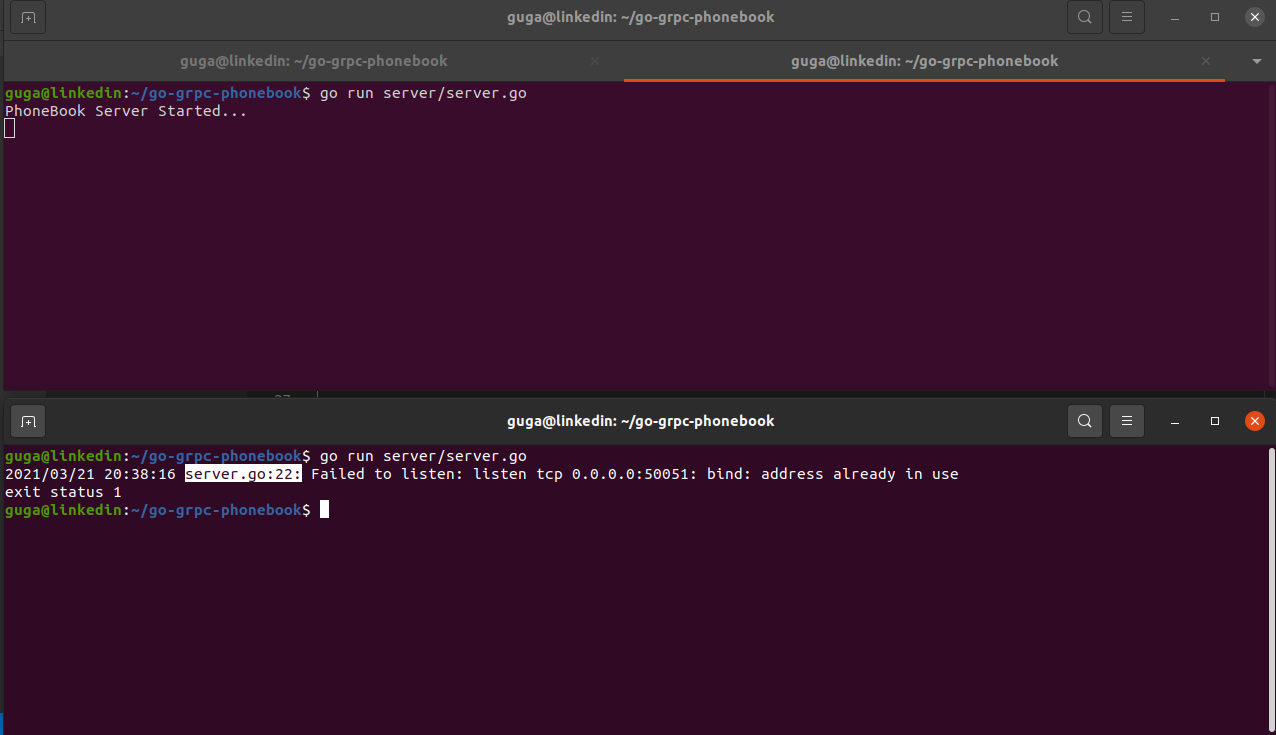 guga@linkedin: ~/go-grpc-phonebook
guga@linkedin: ~/go-grpc-phonebook guga@linkedin: ~/go-grpc-phonebook
guga@linkedin:~/go-grpc-phonebook$ go run server/server.go
PhoneBook Server Started...
guga@linkedin: ~/go-grpc-phonebook
guga@linkedin:~/go-grpc-phonebook$ go run server/server.go
2021/03/21 20:38:16 server.go:22: Failed to listen: listen tcp 0.0.0.0:50051: bind: address already in use
exit status 1
guga@linkedin:~/go-grpc-phonebook$